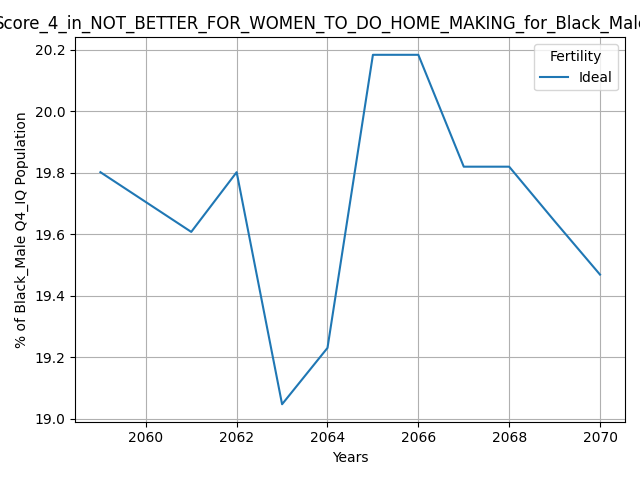 Score_4_in_NOT_BETTER_FOR_WOMEN_TO_DO_HOME_MAKING_for_Black_Male
Fertility
Ideal
% of Black_Male Q4_IQ Population
20.2
20.0
19.8
19.6
19.4
19.2
19.0
2060 2062 2064 2066 2068 2070
Years